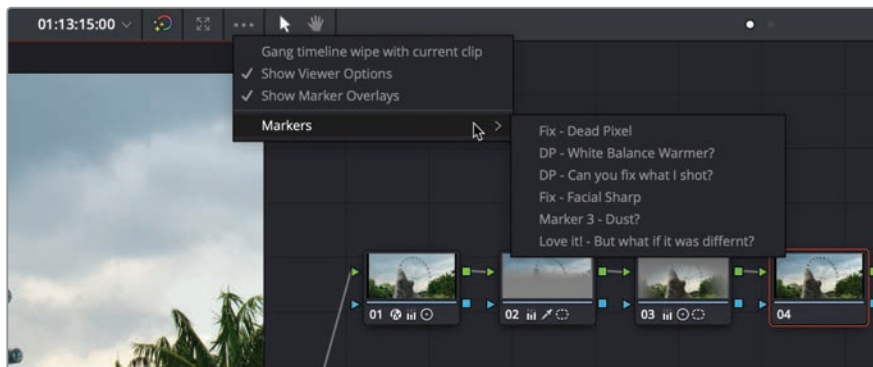 01:13:15:00
Gang timeline wipe with current clip
Show Viewer Options
Show Marker Overlays
Markers
Fix - Dead Pixel
DP - White Balance Warmer?
DP - Can you fix what I shot?
Fix - Facial Sharp
Marker 3 - Dust?
Love it! - But what if it was differnt?
01
02
03
04